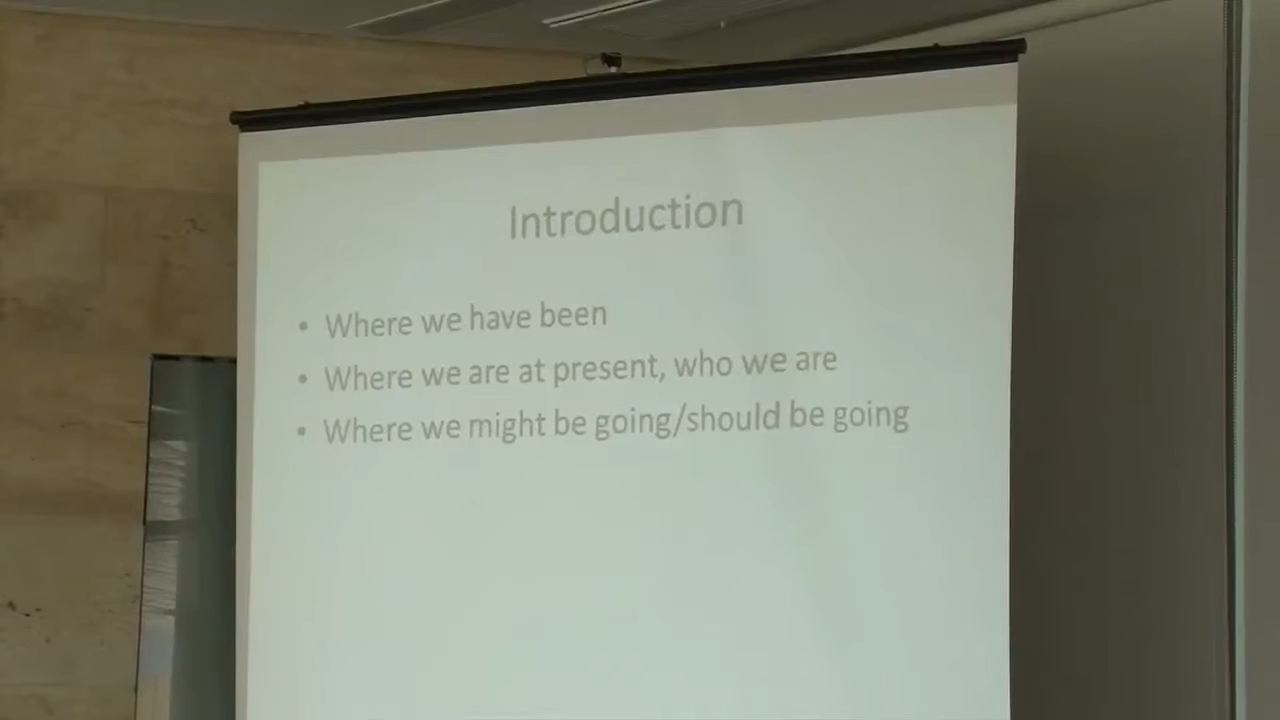 Introduction
• Where we have been
• Where we are at present, who we are
• Where we might be going/should be going